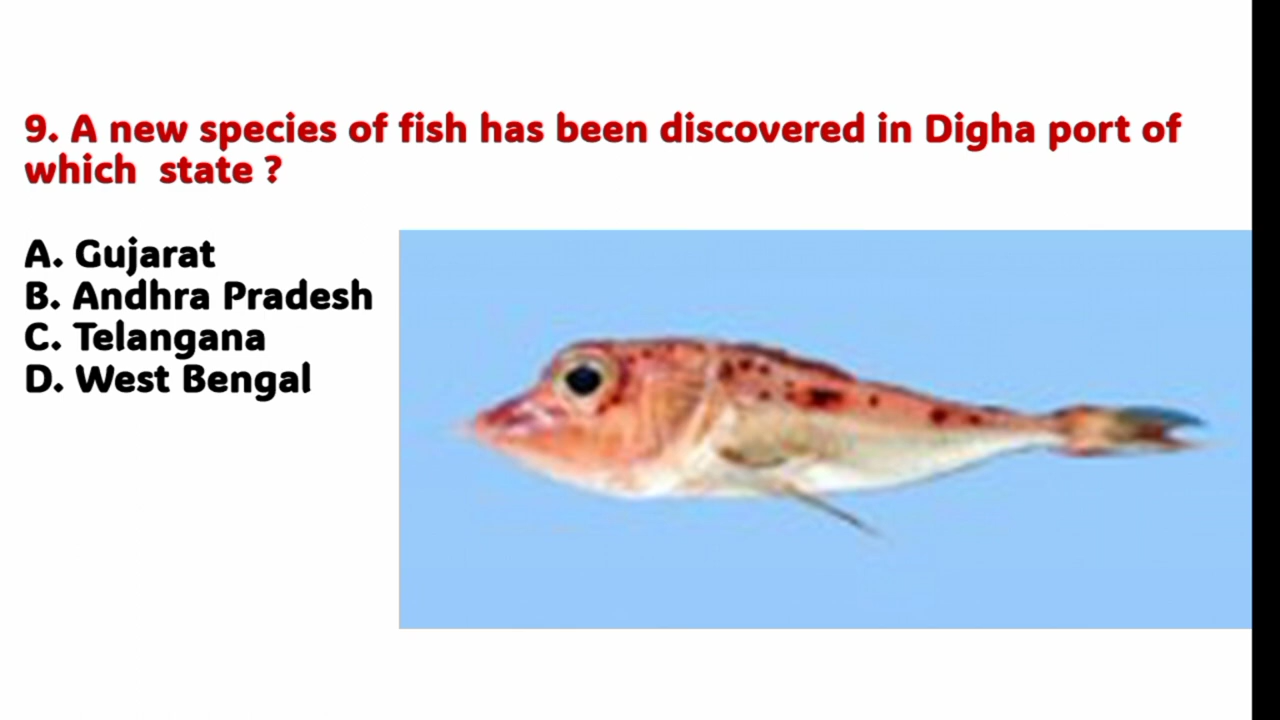 9. A new species of fish has been discovered in Digha port of
which state ?
A. Gujarat
B. Andhra Pradesh
C. Telangana
D. West Bengal